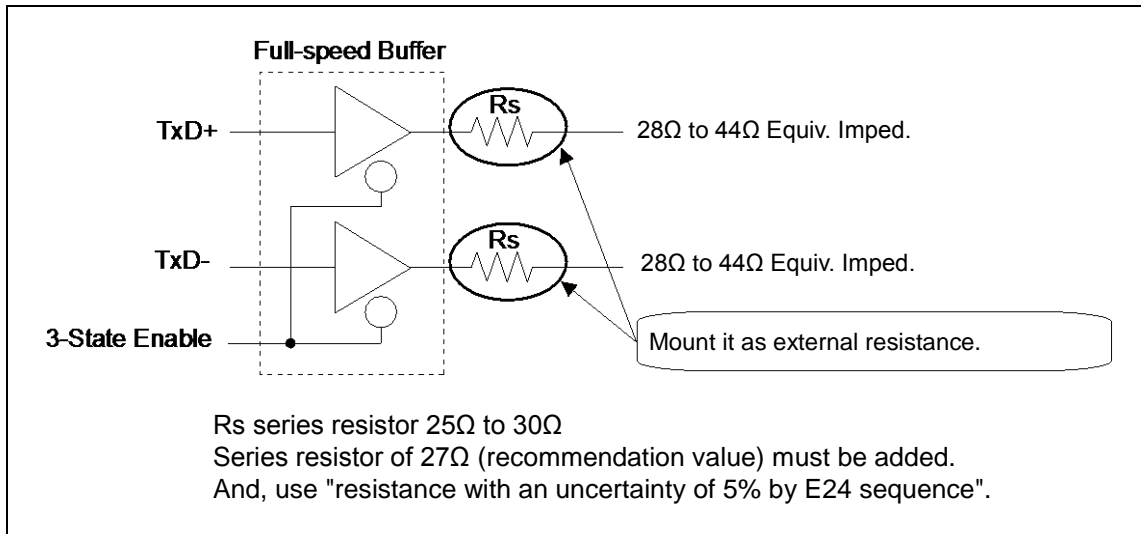 Full-speed Buffer
Rs
TxD+
28Ω to 44Ω Equiv. Imped.
Rs
TxD-
28Ω to 44Ω Equiv. Imped.
3-State Enable
Mount it as external resistance.
Rs series resistor 25Ω to 30Ω
Series resistor of 27Ω (recommendation value) must be added.
And, use "resistance with an uncertainty of 5% by E24 sequence".